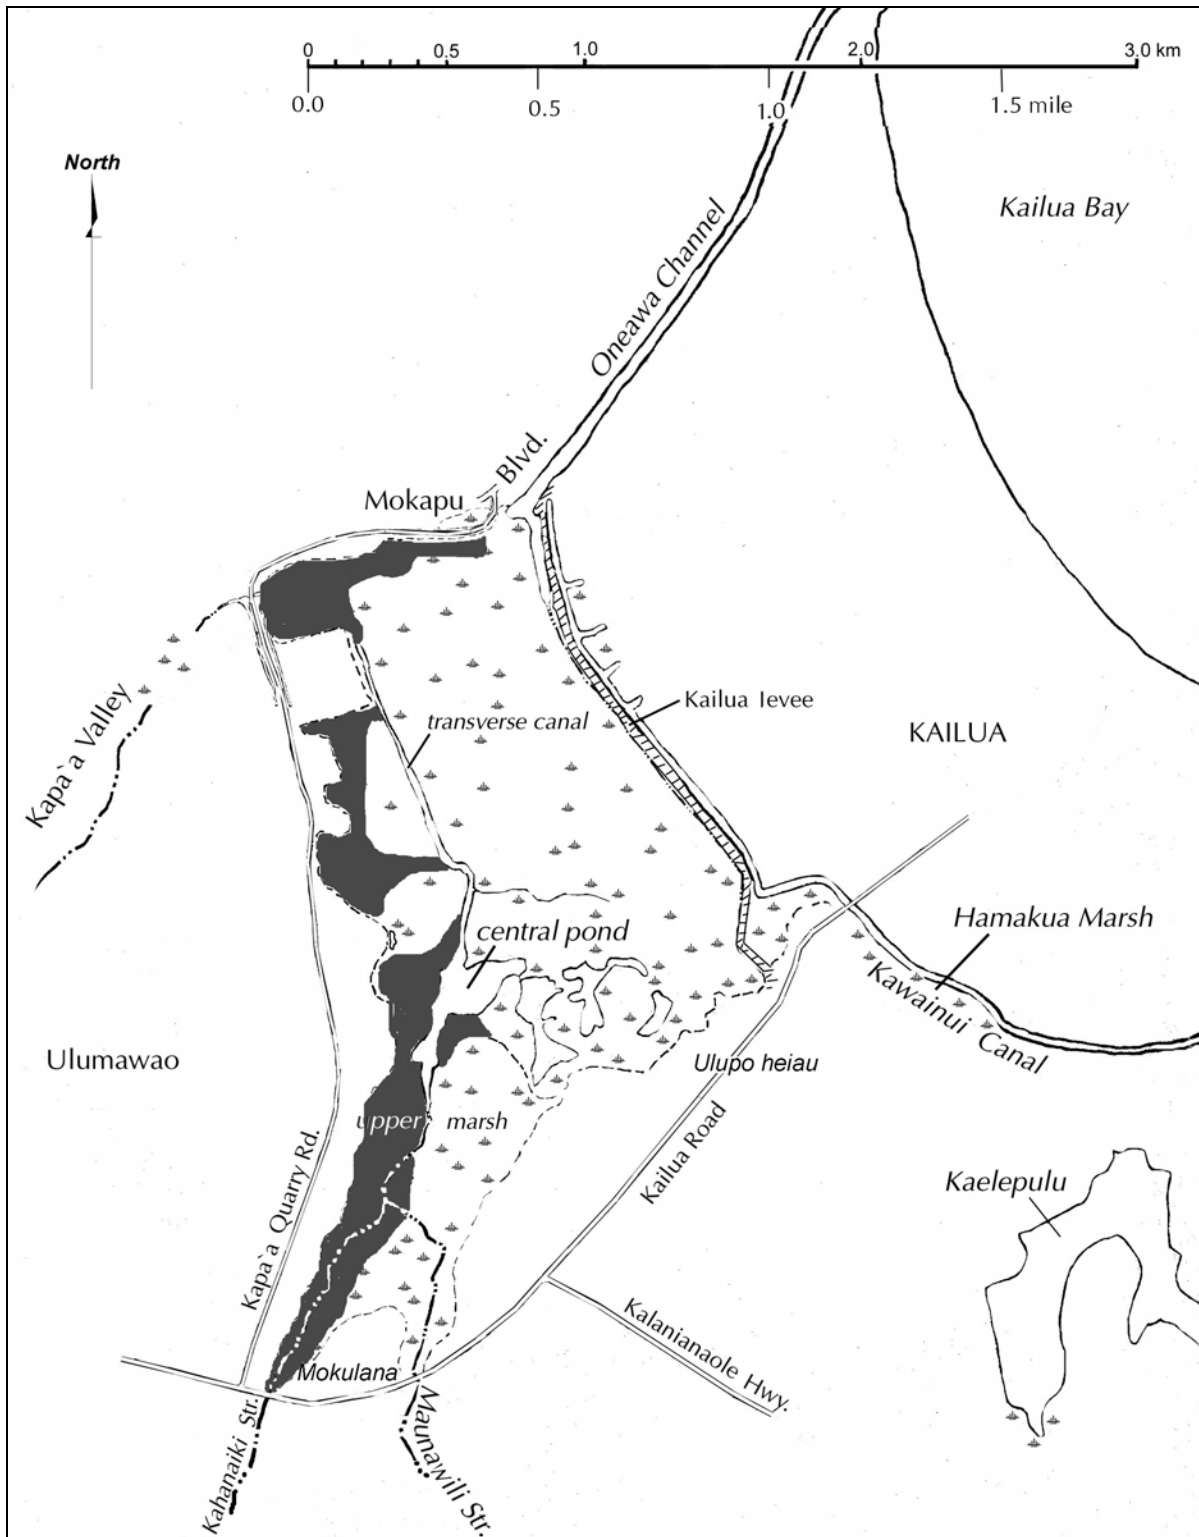 0 0.5 1.0 2.0 3.0 km
0.0 0.5 1.0 1.5 mile
North
Kailua Bay
Oneawa Channel
Mokapu Blvd.
Kapa`a Valley
transverse canal
Kailua levee
KAILUA
central pond
Hamakua Marsh
Kawainui Canal
Ulumawao
Ulupo heiau
upper marsh
Kailua Road
Kapa`a Quarry Rd.
Kaelepulu
Kalanianaole Hwy.
Mokulana
Kahanaiki Str.
Maunawili Str.